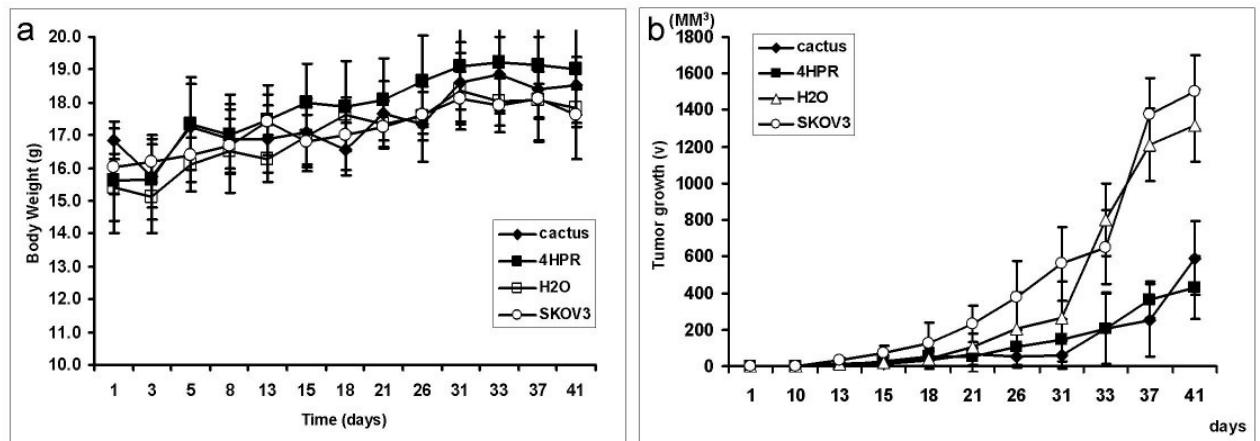 a
20.0
19.0
18.0
17.0
16.0
15.0
14.0
13.0
12.0
11.0
10.0
Body Weight (g)
cactus
4HPR
H2O
SKOV3
1 3 5 8 13 15 18 21 26 31 33 37 41
Time (days)
b
(MM³)
1800
1600
1400
1200
1000
800
600
400
200
0
Tumor growth (v)
cactus
4HPR
H2O
SKOV3
1 10 13 15 18 21 26 31 33 37 41
days